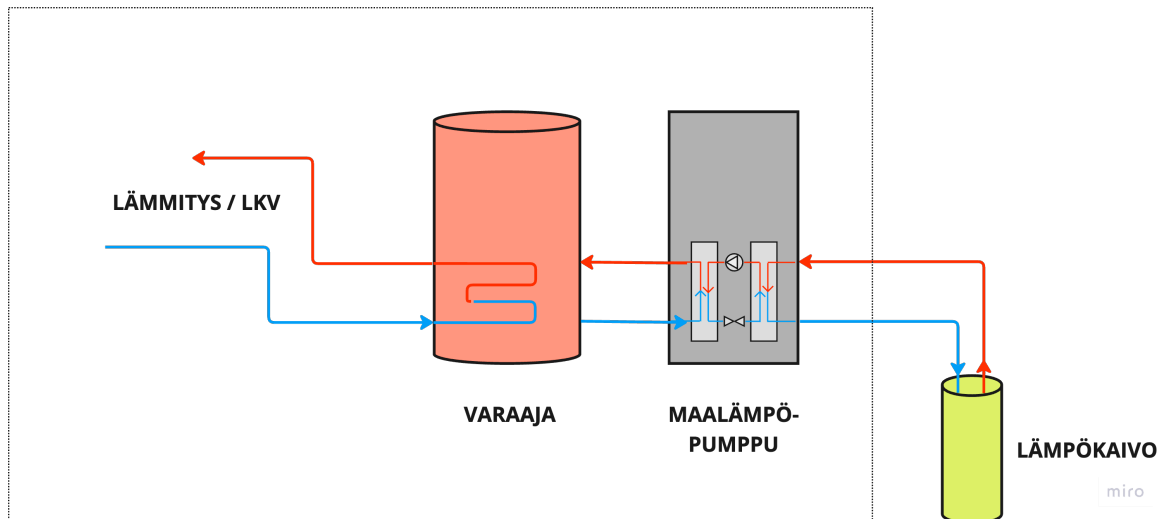 LÄMMITYS / LKV
VARAAJA
MAALÄMPÖ-
PUMPPU
LÄMPÖKAIVO
miro